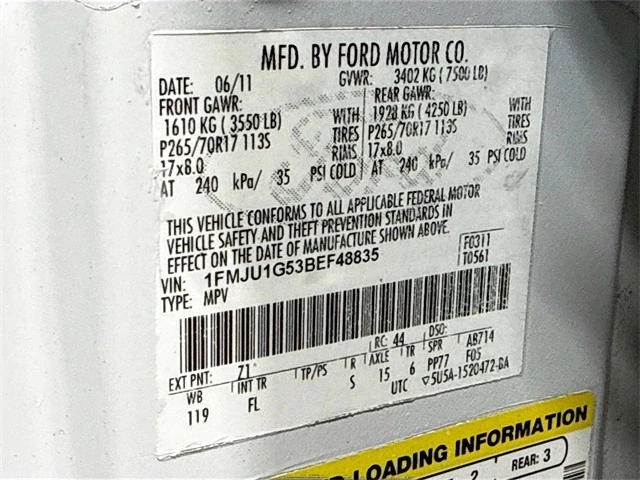 MFD. BY FORD MOTOR CO.
DATE: 06/11 GVWR: 3402 KG ( 7500 LB)
FRONT GAWR: REAR GAWR:
1610 KG ( 3550 LB) WITH 1928 KG ( 4250 LB) WITH
P265/70R17 113S TIRES P265/70R17 113S TIRES
17x8.0 RIMS 17x8.0 RIMS
AT 240 kPa/ 35 PSI COLD AT 240 kPa/ 35 PSI COLD
THIS VEHICLE CONFORMS TO ALL APPLICABLE FEDERAL MOTOR
VEHICLE SAFETY AND THEFT PREVENTION STANDARDS IN
EFFECT ON THE DATE OF MANUFACTURE SHOWN ABOVE.
VIN: 1FMJU1G53BEF48835 F0311
TYPE: MPV T0561
EXT PNT: Z1 RC: 44 DSO:
WB INT TR TP/PS R AXLE TR SPR AB714
119 FL S 15 6 PP77 F05
UTC ▽5U5A-1520472-BA
LOADING INFORMATION
2 REAR: 3